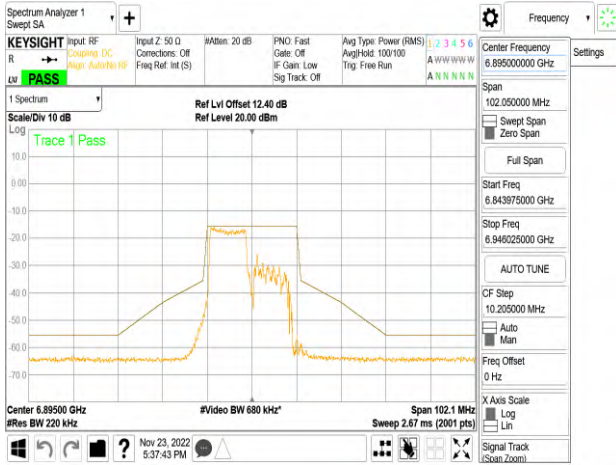 Spectrum Analyzer 1
Swept SA
+
Frequency
KEYSIGHT
Input: RF
Coupling: DC
Align: Auto/No RF
Input Z: 50 Ω
Corrections: Off
Freq Ref: Int (S)
#Atten: 20 dB
PNO: Fast
Gate: Off
IF Gain: Low
Sig Track: Off
Avg Type: Power (RMS)
Avg|Hold: 100/100
Trig: Free Run
1 2 3 4 5 6
A W W W W W
A N N N N N
R
LXI
PASS
1 Spectrum
Scale/Div 10 dB
Ref Lvl Offset 12.40 dB
Ref Level 20.00 dBm
Log
Trace 1 Pass
10.0
0.00
-10.0
-20.0
-30.0
-40.0
-50.0
-60.0
-70.0
Center 6.89500 GHz
#Res BW 220 kHz
#Video BW 680 kHz*
Span 102.1 MHz
Sweep 2.67 ms (2001 pts)
Nov 23, 2022
5:37:43 PM
?
Center Frequency
6.895000000 GHz
Settings
Span
102.050000 MHz
Swept Span
Zero Span
Full Span
Start Freq
6.843975000 GHz
Stop Freq
6.946025000 GHz
AUTO TUNE
CF Step
10.205000 MHz
Auto
Man
Freq Offset
0 Hz
X Axis Scale
Log
Lin
Signal Track
(Span Zoom)